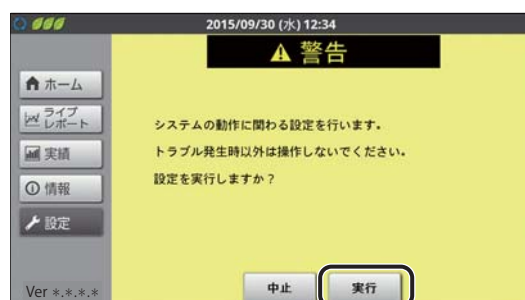 2015/09/30 (水) 12:34
警告
ホーム
ライブ
レポート
実績
情報
設定
システムの動作に関わる設定を行います。
トラブル発生時以外は操作しないでください。
設定を実行しますか？
中止
実行
Ver *.*.*.*